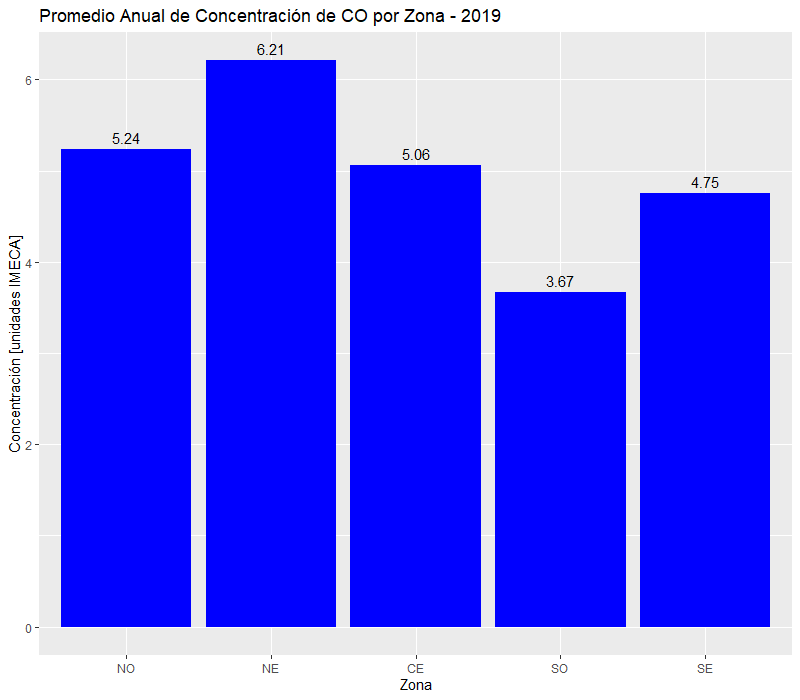 Promedio Anual de Concentración de CO por Zona - 2019
6.21
5.24
5.06
4.75
3.67
Concentración [unidades IMECA]
6
4
2
0
NO NE CE SO SE
Zona